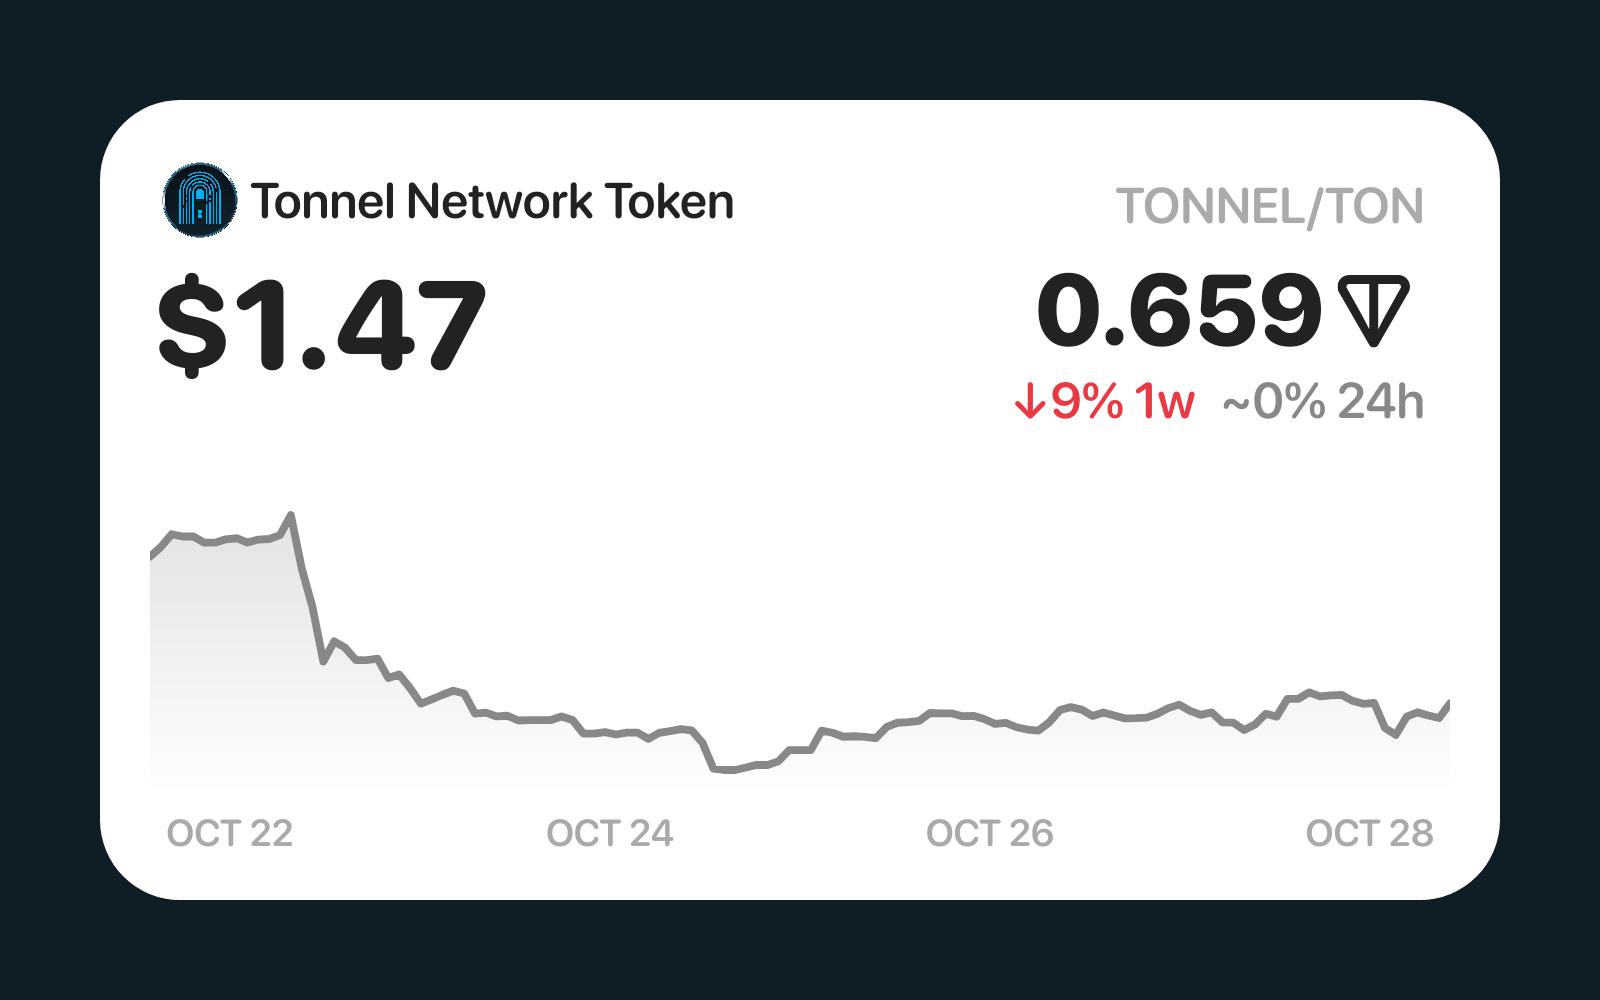 Tonnel Network Token
TONNEL/TON
$1.47
0.659
↓9% 1w ~0% 24h
OCT 22 OCT 24 OCT 26 OCT 28